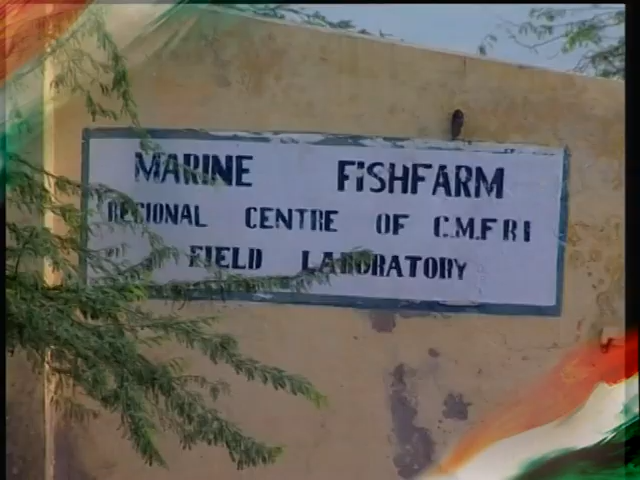 MARINE FISHFARM
REGIONAL CENTRE OF C.M.F R I
FIELD LABORATORY